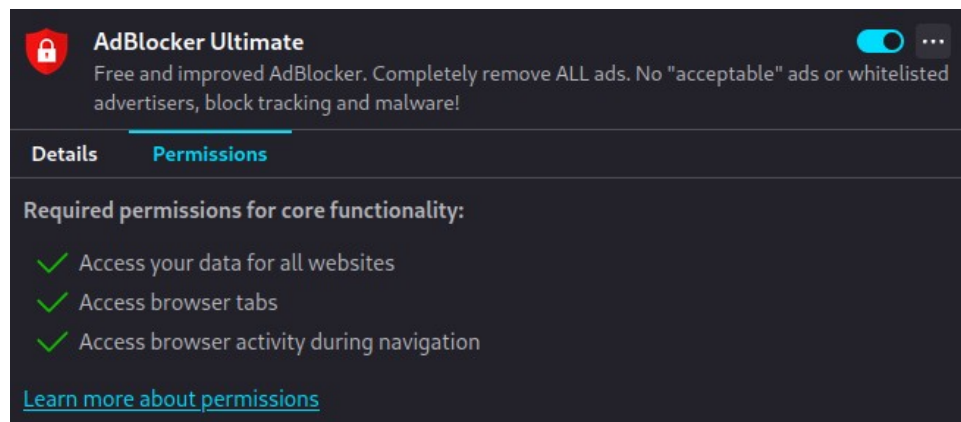 AdBlocker Ultimate
Free and improved AdBlocker. Completely remove ALL ads. No "acceptable" ads or whitelisted
advertisers, block tracking and malware!
Details Permissions
Required permissions for core functionality:
Access your data for all websites
Access browser tabs
Access browser activity during navigation
Learn more about permissions